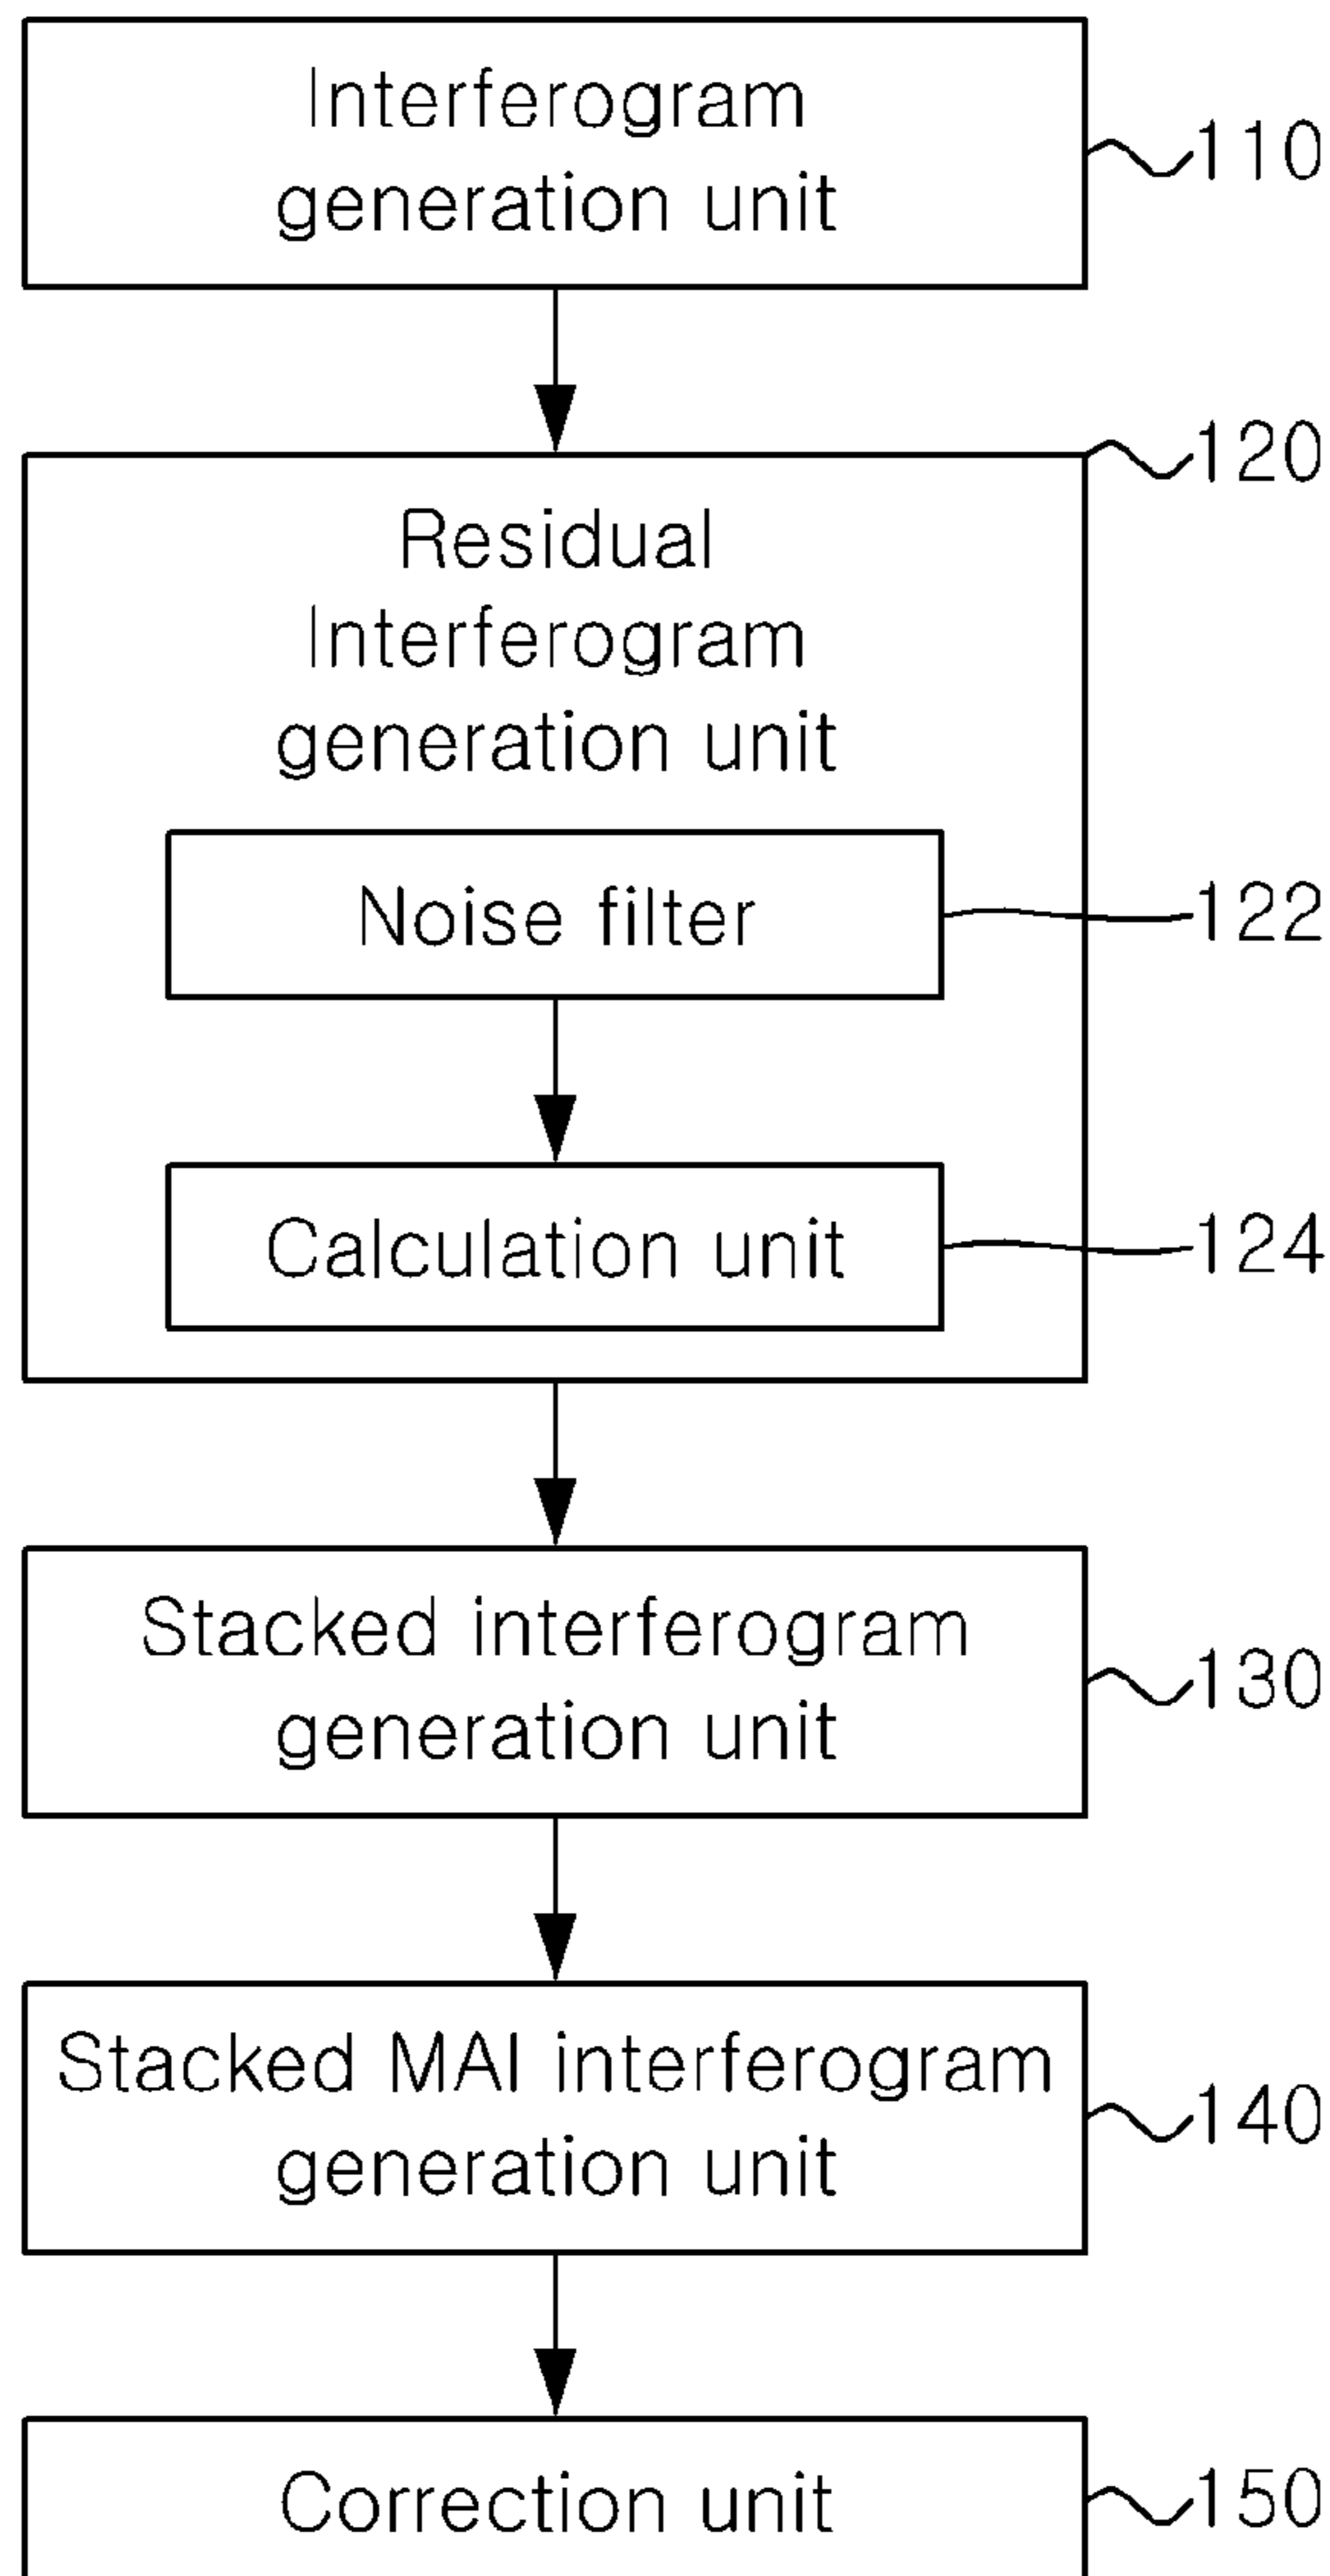 Interferogram
generation unit
110
120
Residual
Interferogram
generation unit
Noise filter
122
Calculation unit
124
Stacked interferogram
generation unit
130
Stacked MAI interferogram
generation unit
140
Correction unit
150